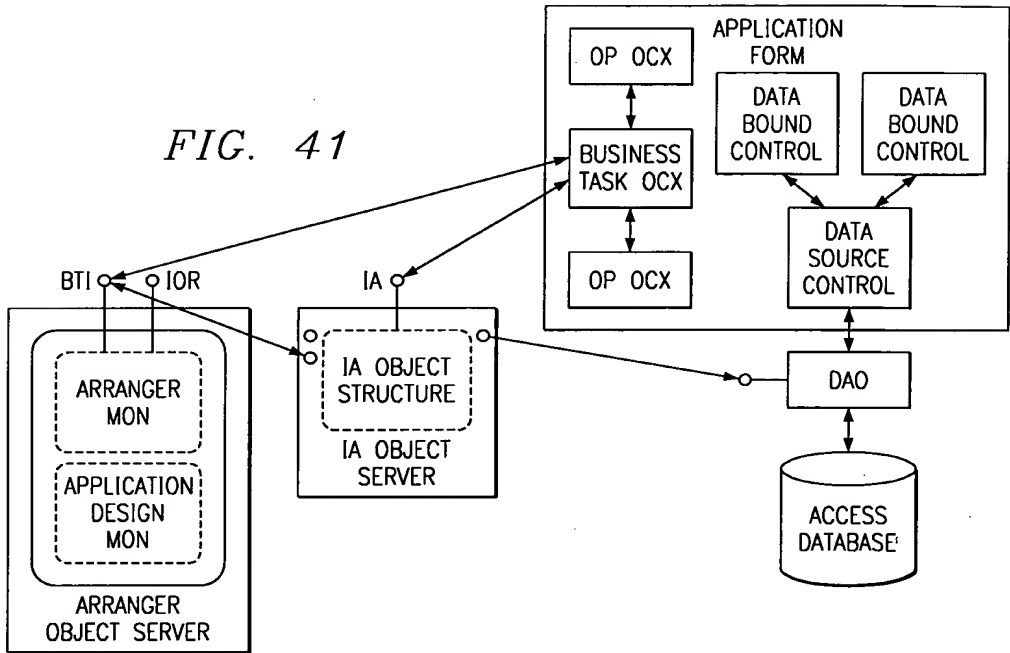 FIG. 41
APPLICATION
FORM
OP OCX
BUSINESS
TASK OCX
OP OCX
DATA
BOUND
CONTROL
DATA
BOUND
CONTROL
DATA
SOURCE
CONTROL
BTI
IOR
IA
ARRANGER
MON
APPLICATION
DESIGN
MON
ARRANGER
OBJECT SERVER
IA OBJECT
STRUCTURE
IA OBJECT
SERVER
DAO
ACCESS
DATABASE